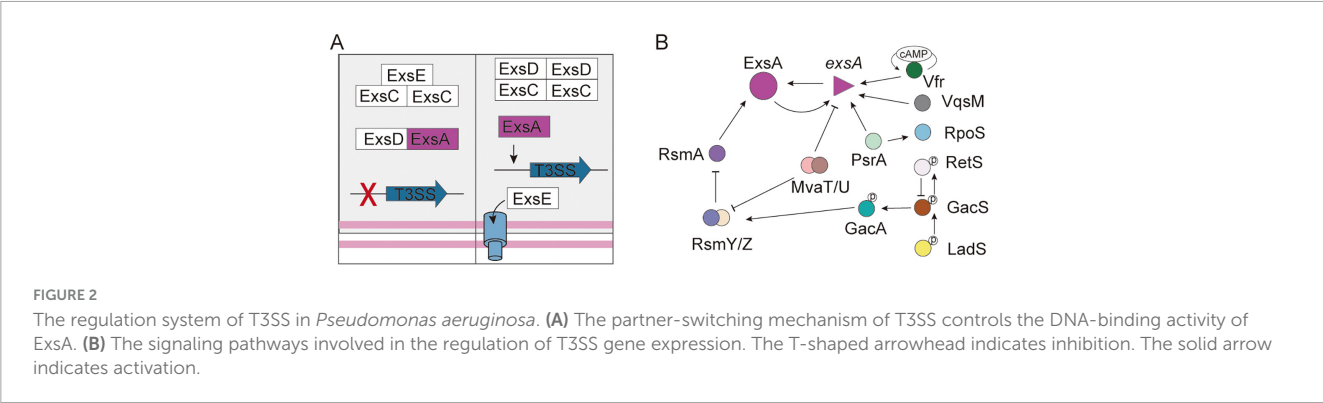 A
ExsE
ExsC ExsC
ExsD ExsA
X T3SS
ExsD ExsD
ExsC ExsC
ExsA
T3SS
ExsE
B
ExsA
exsA
cAMP
Vfr
VqsM
RpoS
PsrA
RsmA
MvaT/U
RsmY/Z
P
GacA
P
RetS
P
GacS
P
LadS
FIGURE 2
The regulation system of T3SS in Pseudomonas aeruginosa. (A) The partner-switching mechanism of T3SS controls the DNA-binding activity of
ExsA. (B) The signaling pathways involved in the regulation of T3SS gene expression. The T-shaped arrowhead indicates inhibition. The solid arrow
indicates activation.